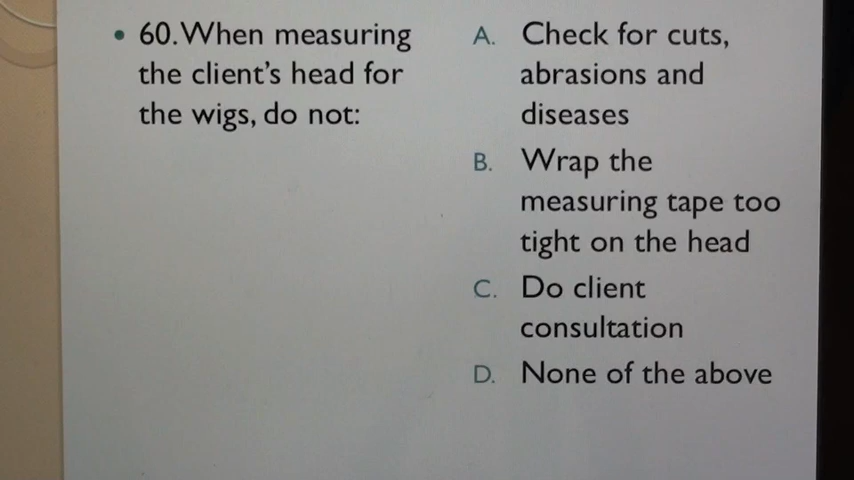 • 60. When measuring
the client's head for
the wigs, do not:
A. Check for cuts,
abrasions and
diseases
B. Wrap the
measuring tape too
tight on the head
C. Do client
consultation
D. None of the above